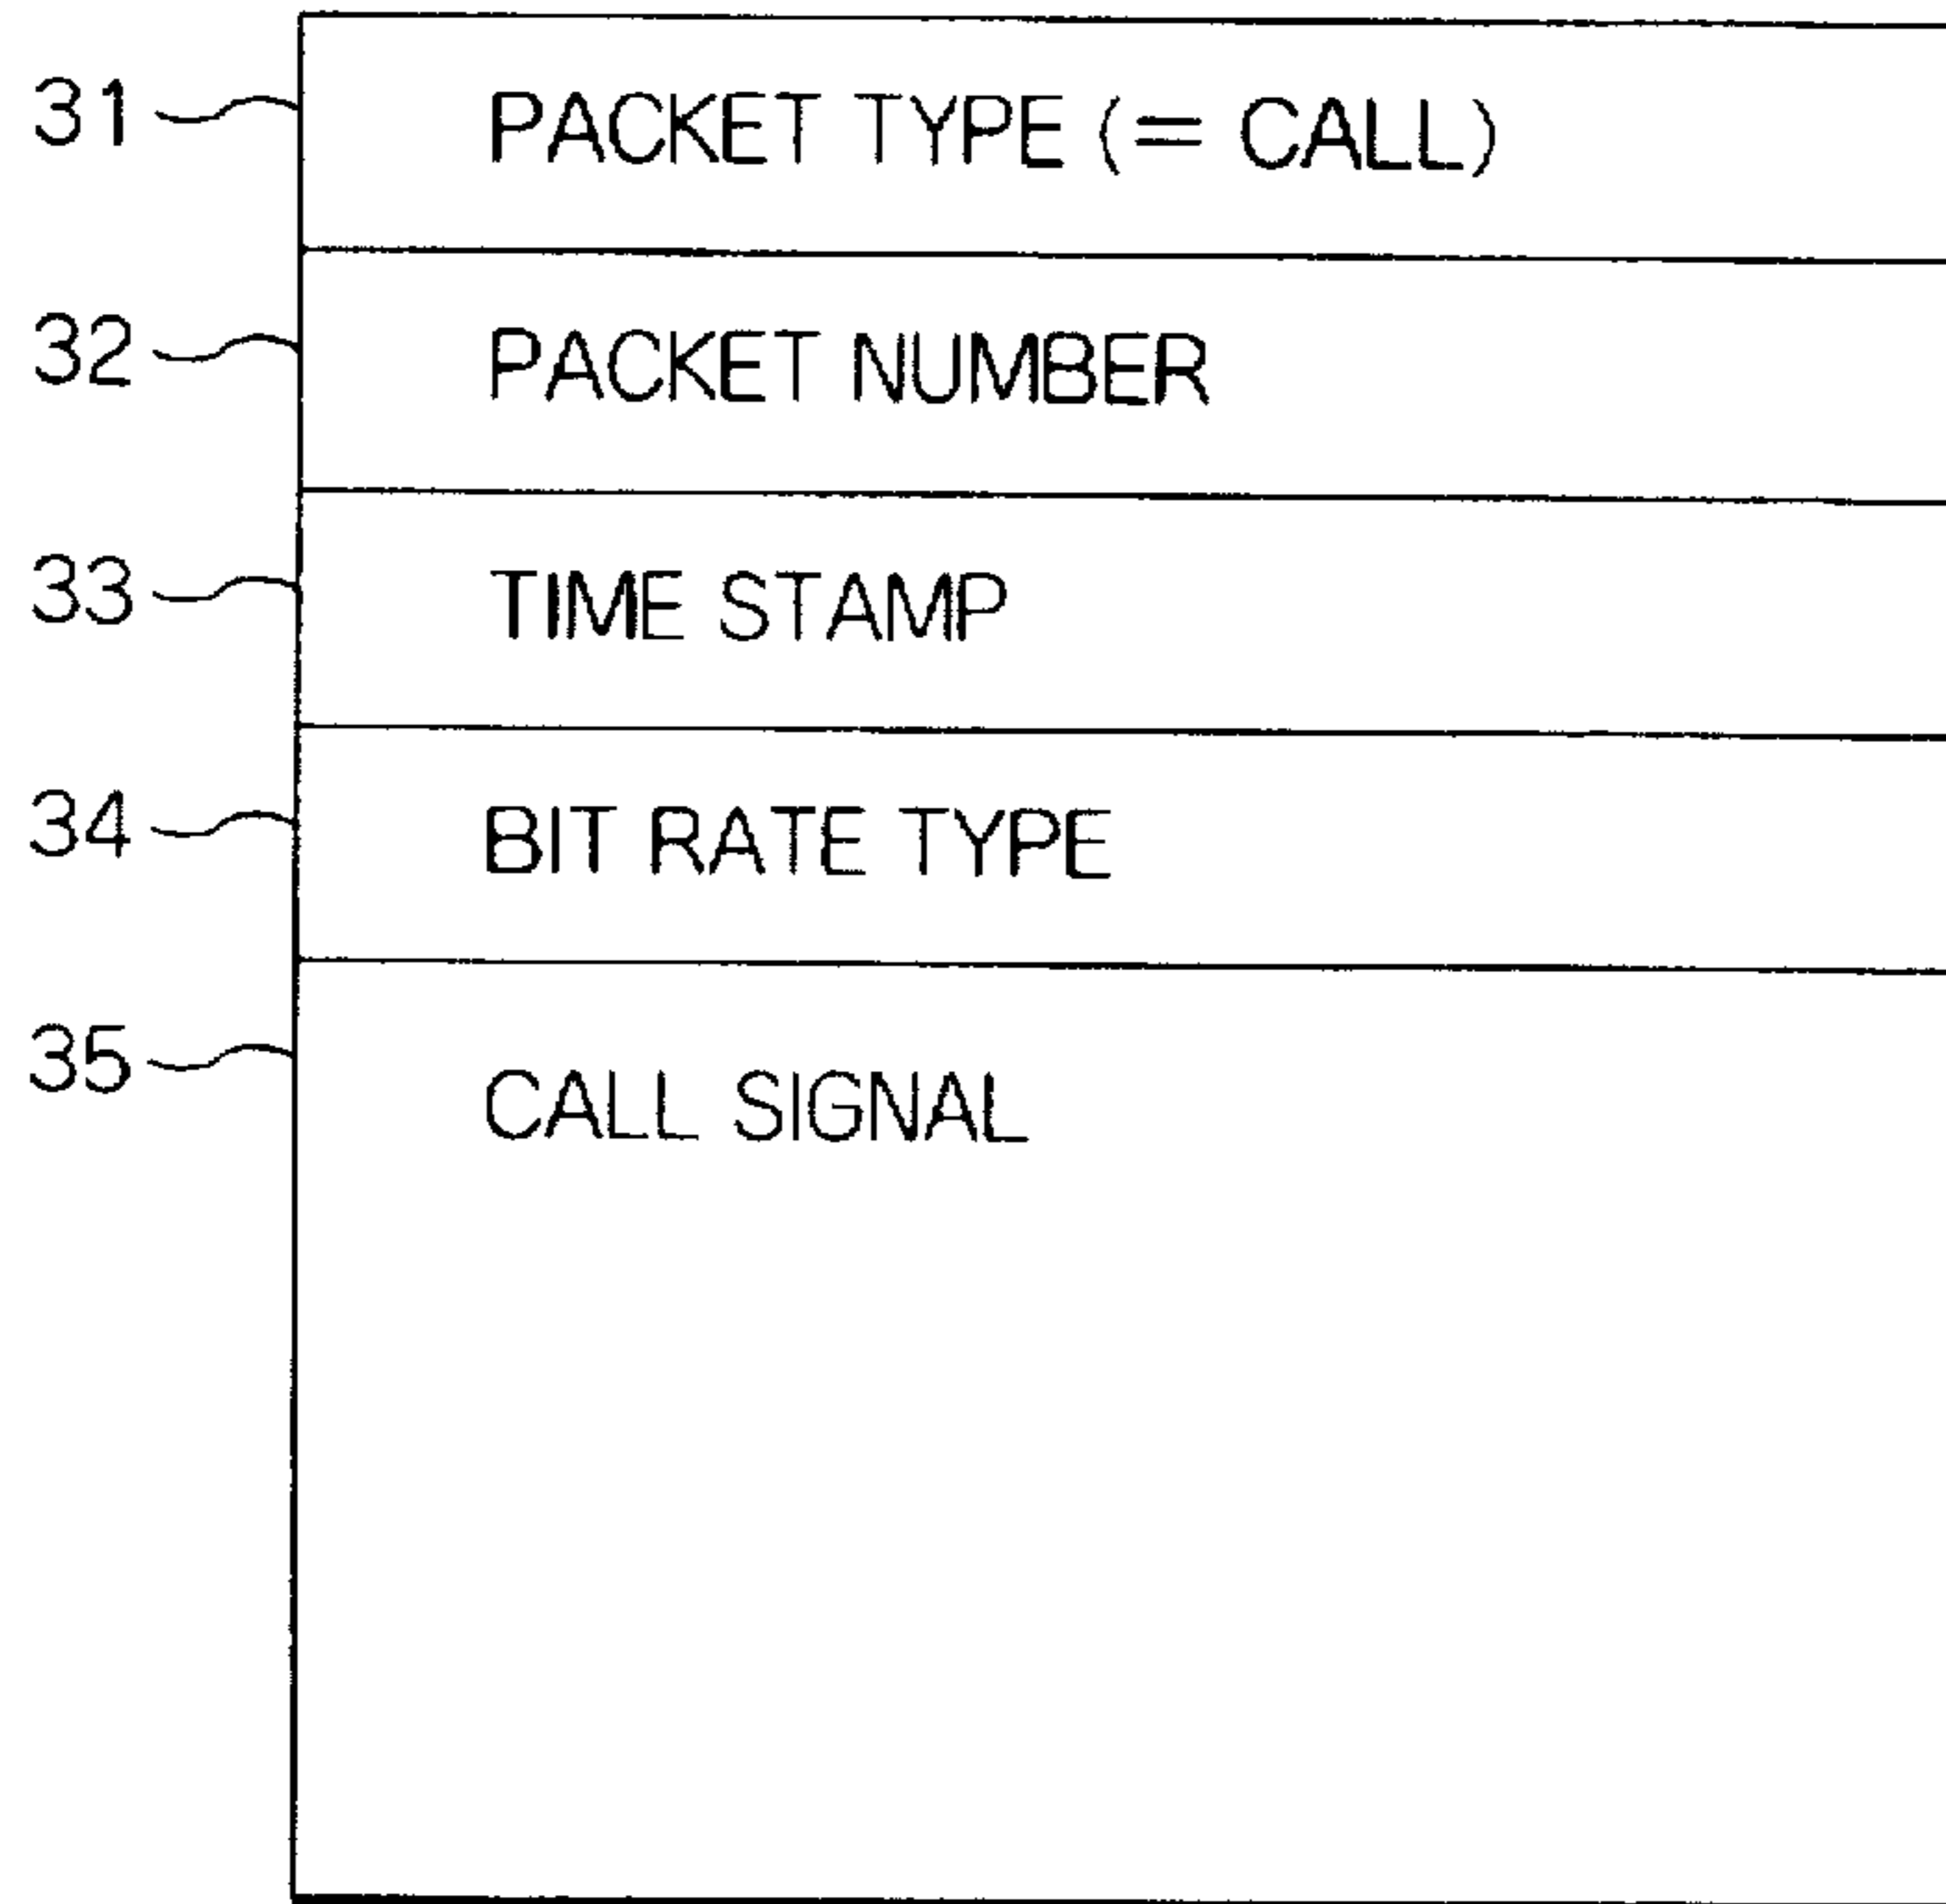 31 PACKET TYPE (= CALL)
32 PACKET NUMBER
33 TIME STAMP
34 BIT RATE TYPE
35 CALL SIGNAL